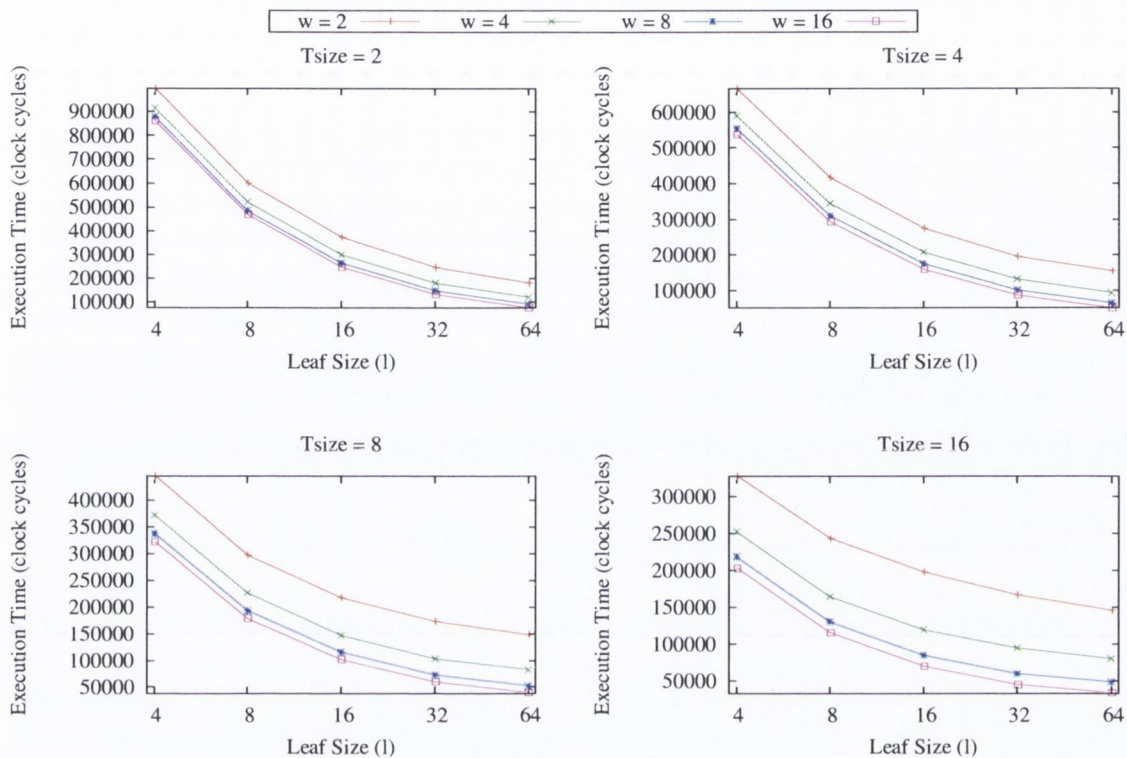 w = 2 w = 4 w = 8 w = 16
Tsize = 2
Execution Time (clock cycles)
900000
800000
700000
600000
500000
400000
300000
200000
100000
4 8 16 32 64
Leaf Size (l)
Tsize = 4
Execution Time (clock cycles)
600000
500000
400000
300000
200000
100000
4 8 16 32 64
Leaf Size (l)
Tsize = 8
Execution Time (clock cycles)
400000
350000
300000
250000
200000
150000
100000
50000
4 8 16 32 64
Leaf Size (l)
Tsize = 16
Execution Time (clock cycles)
300000
250000
200000
150000
100000
50000
4 8 16 32 64
Leaf Size (l)